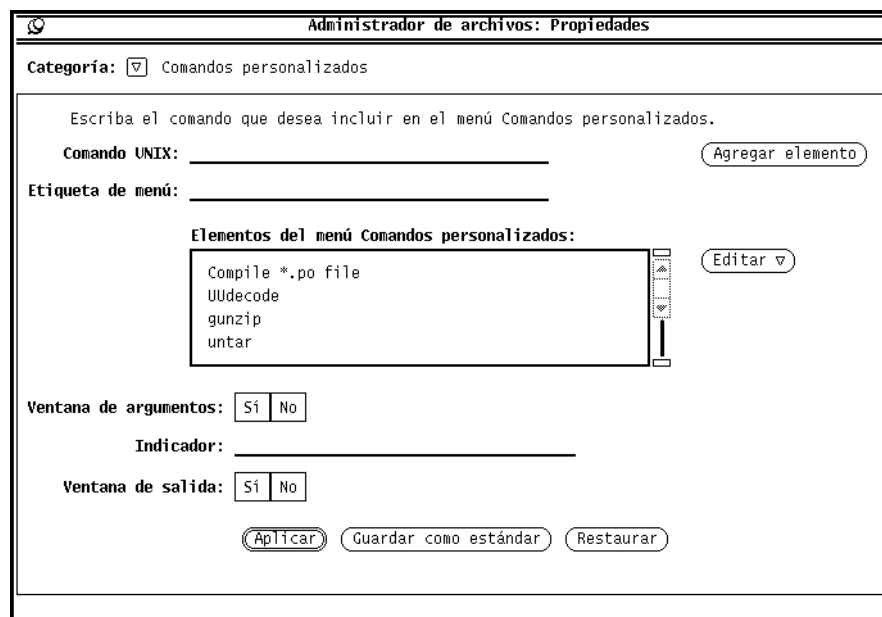 Administrador de archivos: Propiedades
Categoría: Comandos personalizados
Escriba el comando que desea incluir en el menú Comandos personalizados.
Comando UNIX: Agregar elemento
Etiqueta de menú:
Elementos del menú Comandos personalizados:
Editar
Compile *.po file
UUdecode
gunzip
untar
Ventana de argumentos: Sí No
Indicador:
Ventana de salida: Sí No
Aplicar Guardar como estándar Restaurar